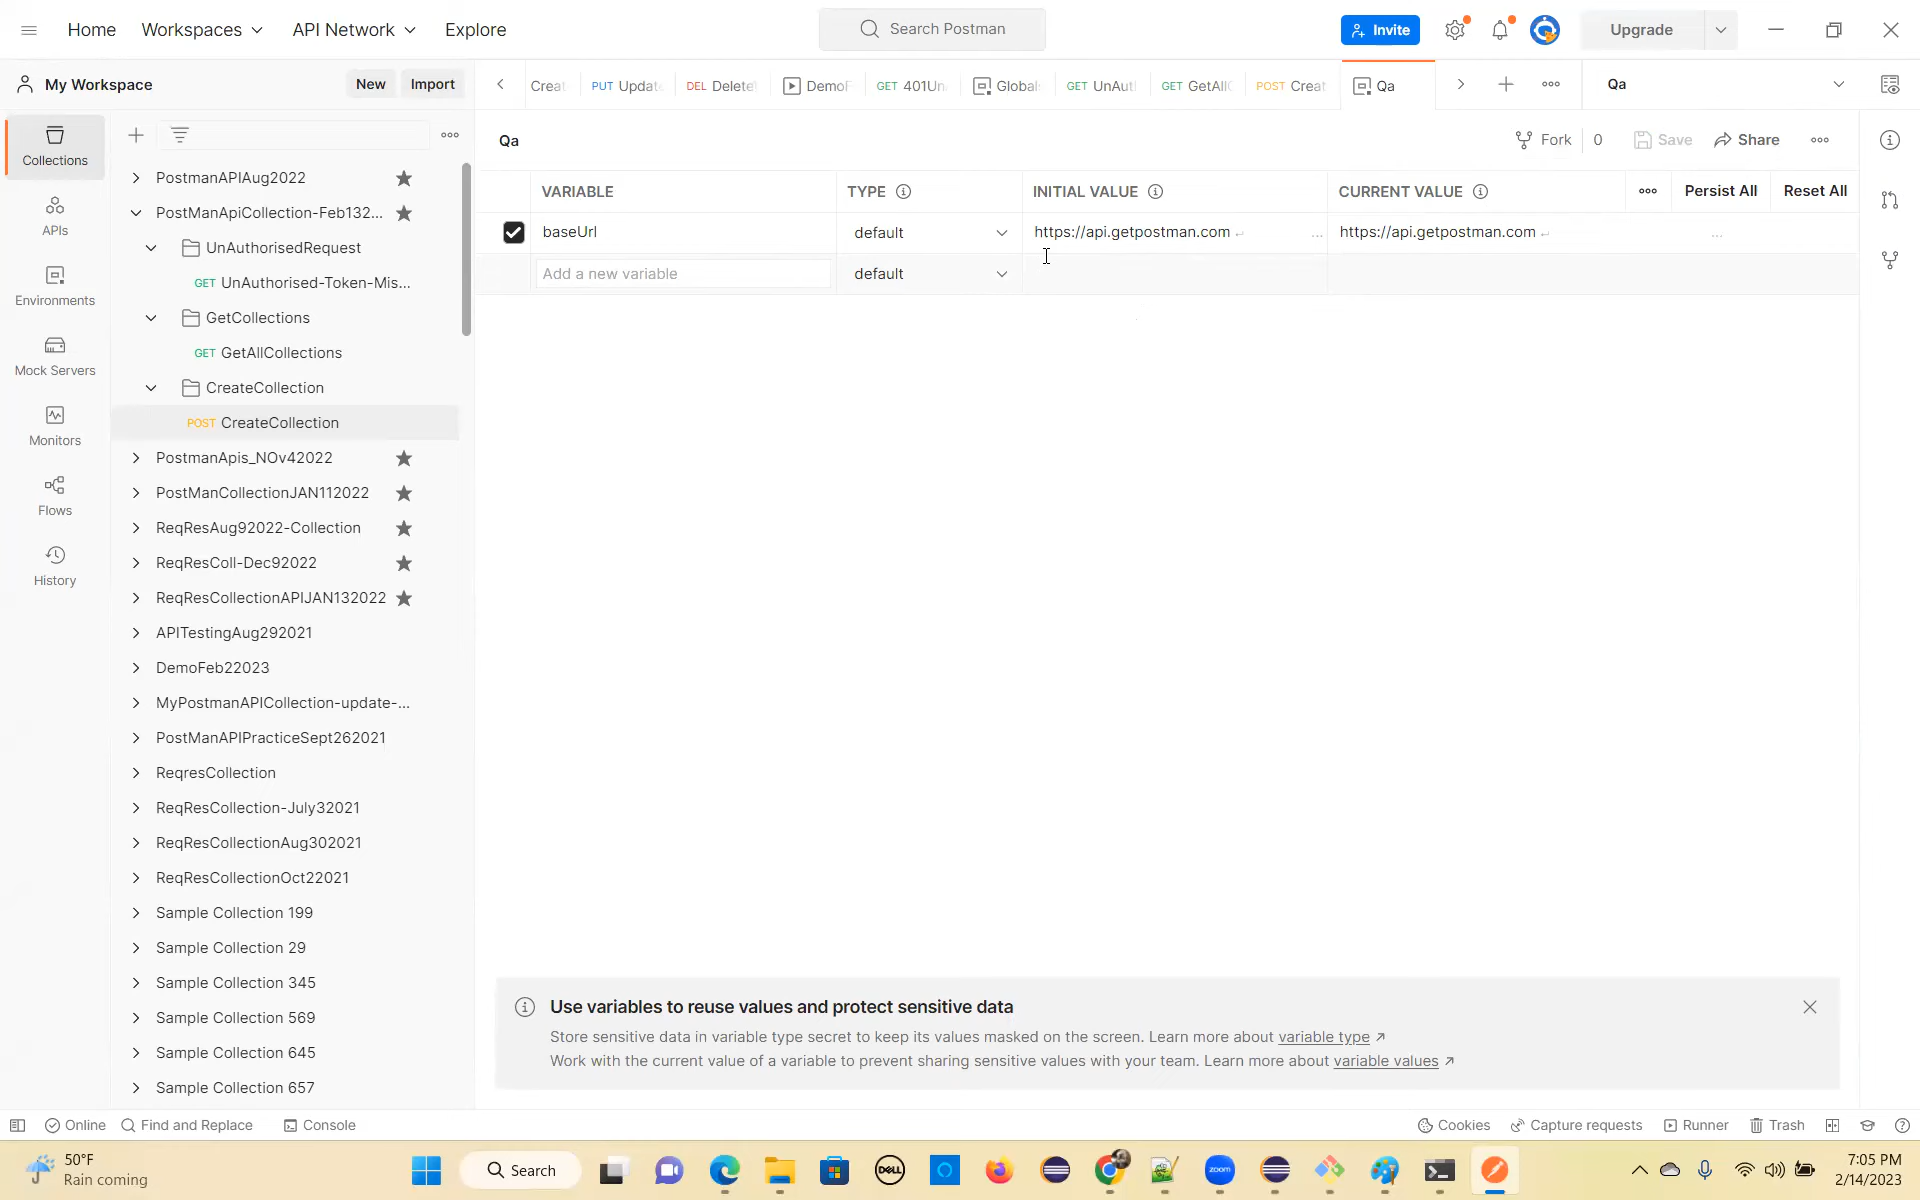 Home Workspaces API Network Explore Search Postman Invite Upgrade
My Workspace New Import Creat PUT Updat DEL Delete DemoF GET 401Un Global GET UnAut GET GetAllC POST Creat Qa Qa
Collections
APIs
Environments
Mock Servers
Monitors
Flows
History
PostmanAPIAug2022
PostManApiCollection-Feb132...
UnAuthorisedRequest
GET UnAuthorised-Token-Mis...
GetCollections
GET GetAllCollections
CreateCollection
POST CreateCollection
PostmanApis_NOv42022
PostManCollectionJAN112022
ReqResAug92022-Collection
ReqResColl-Dec92022
ReqResCollectionAPIJAN132022
APITestingAug292021
DemoFeb22023
MyPostmanAPICollection-update-...
PostManAPIPracticeSept262021
ReqresCollection
ReqResCollection-July32021
ReqResCollectionAug302021
ReqResCollectionOct22021
Sample Collection 199
Sample Collection 29
Sample Collection 345
Sample Collection 569
Sample Collection 645
Sample Collection 657
Qa Fork 0 Save Share
VARIABLE TYPE INITIAL VALUE CURRENT VALUE Persist All Reset All
baseUrl default https://api.getpostman.com ↵ ... https://api.getpostman.com ↵ ...
Add a new variable default
Use variables to reuse values and protect sensitive data
Store sensitive data in variable type secret to keep its values masked on the screen. Learn more about variable type ↗
Work with the current value of a variable to prevent sharing sensitive values with your team. Learn more about variable values ↗
Online Find and Replace Console Cookies Capture requests Runner Trash
50°F
Rain coming
Search
DELL
zoom
7:05 PM
2/14/2023